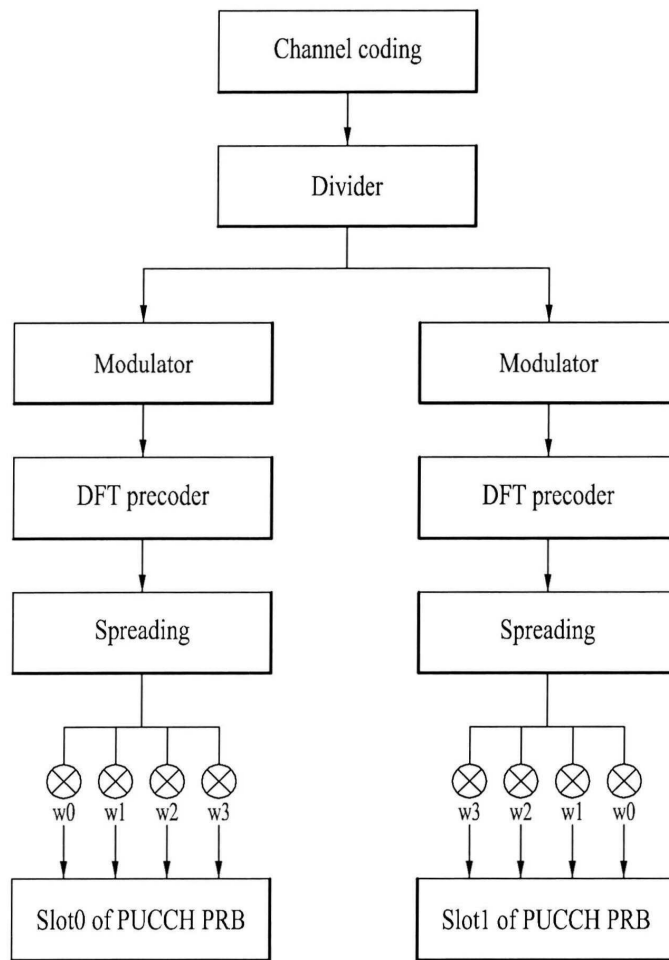 Channel coding
Divider
Modulator
Modulator
DFT precoder
DFT precoder
Spreading
Spreading
w0 w1 w2 w3
w3 w2 w1 w0
Slot0 of PUCCH PRB
Slot1 of PUCCH PRB